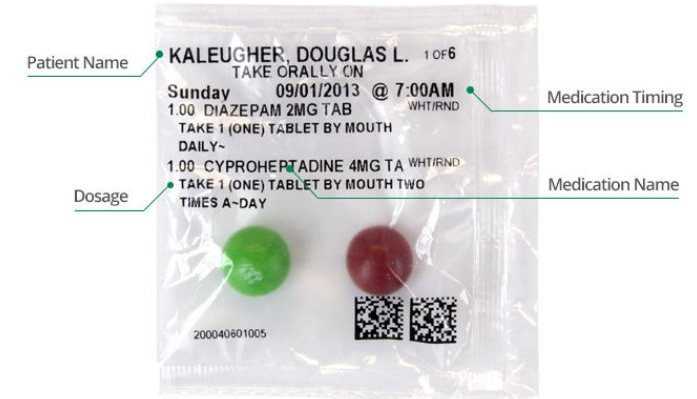 KALEUGHER, DOUGLAS L. 1 OF6
Patient Name
TAKE ORALLY ON
Sunday 09/01/2013 @ 7:00AM
Medication Timing
1.00 DIAZEPAM 2MG TAB WHT/RND
TAKE 1 (ONE) TABLET BY MOUTH
DAILY~
1.00 CYPROHEPTADINE 4MG TA WHT/RND
Medication Name
TAKE 1 (ONE) TABLET BY MOUTH TWO
Dosage
TIMES A~DAY
200040601005